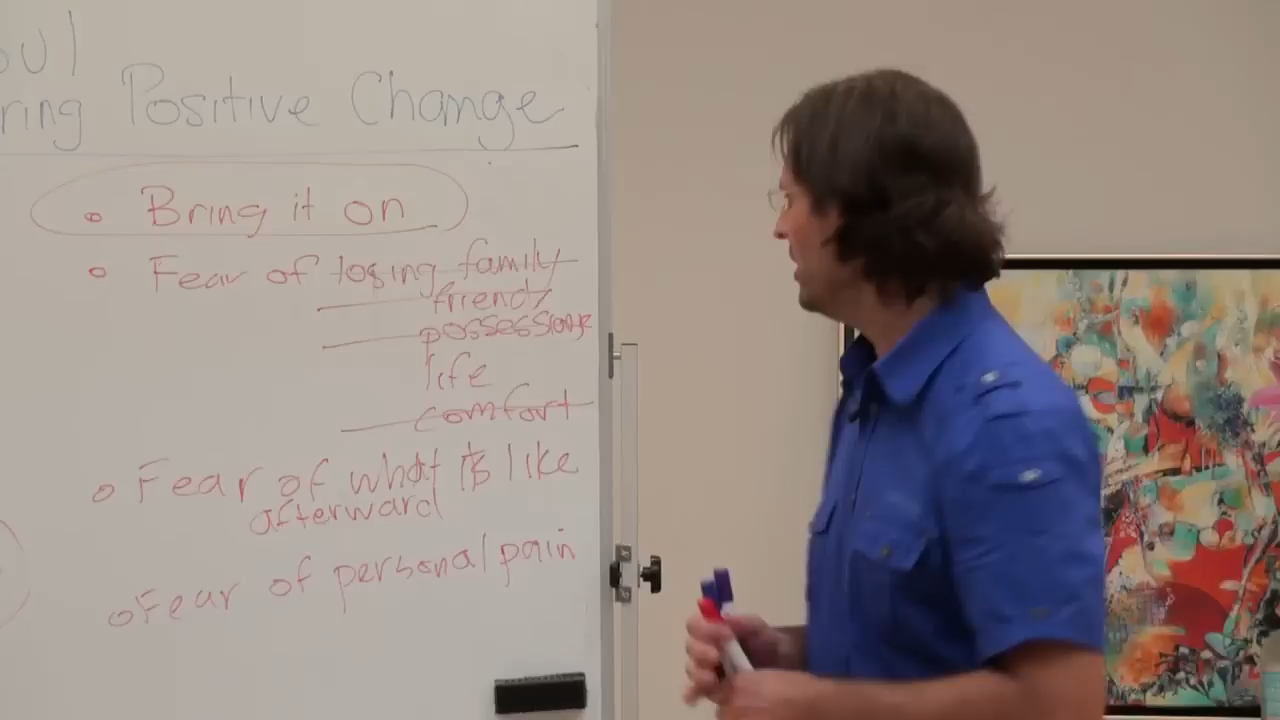 oul
ring Positive Change
Bring it on
Fear of losing family
friends
possessions
life
comfort
Fear of what it's like
afterward
Fear of personal pain